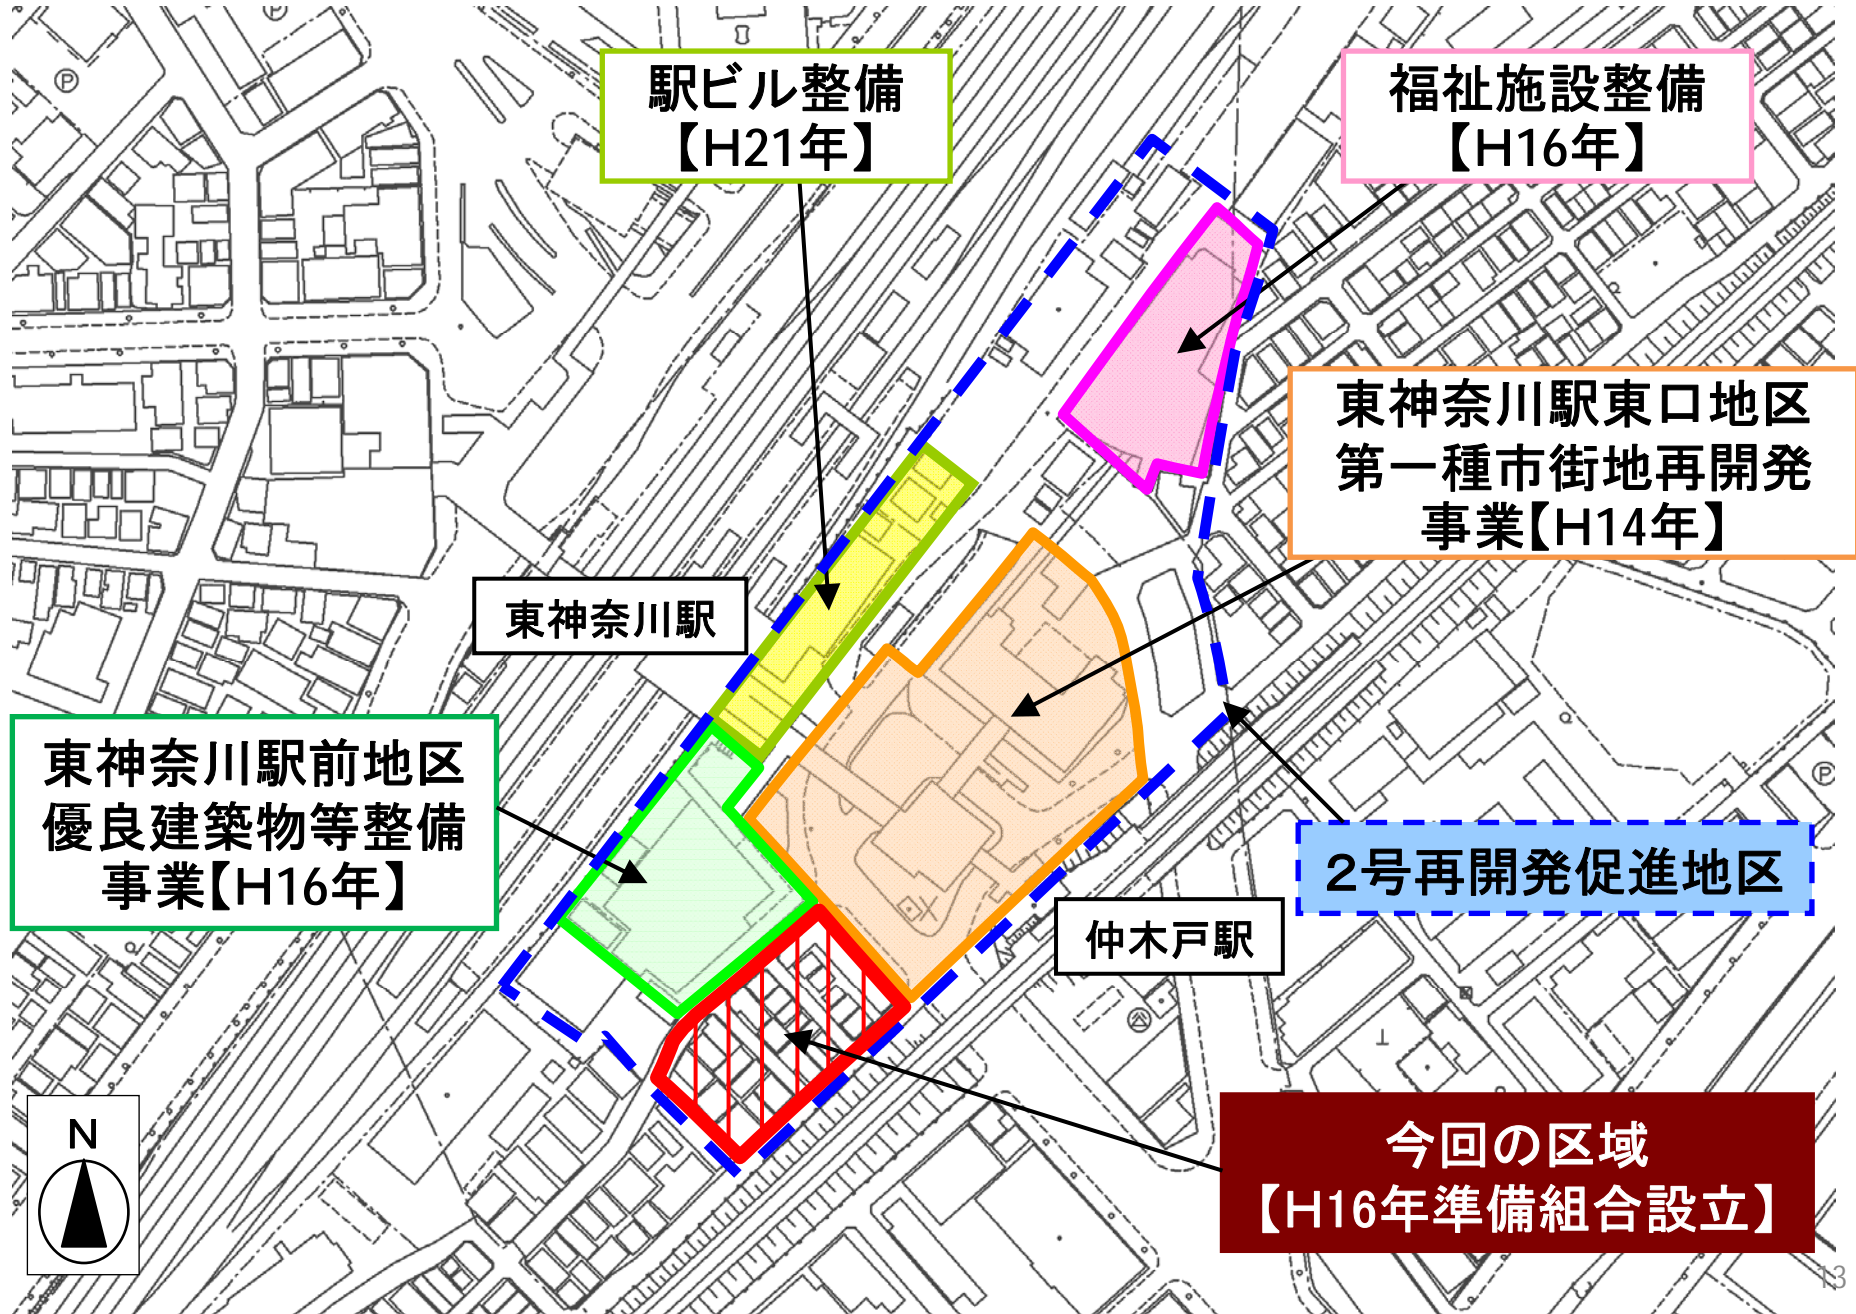 駅ビル整備
【H21年】
福祉施設整備
【H16年】
東神奈川駅東口地区
第一種市街地再開発
事業【H14年】
東神奈川駅
東神奈川駅前地区
優良建築物等整備
事業【H16年】
2号再開発促進地区
仲木戸駅
今回の区域
【H16年準備組合設立】
N
P
P
P
13